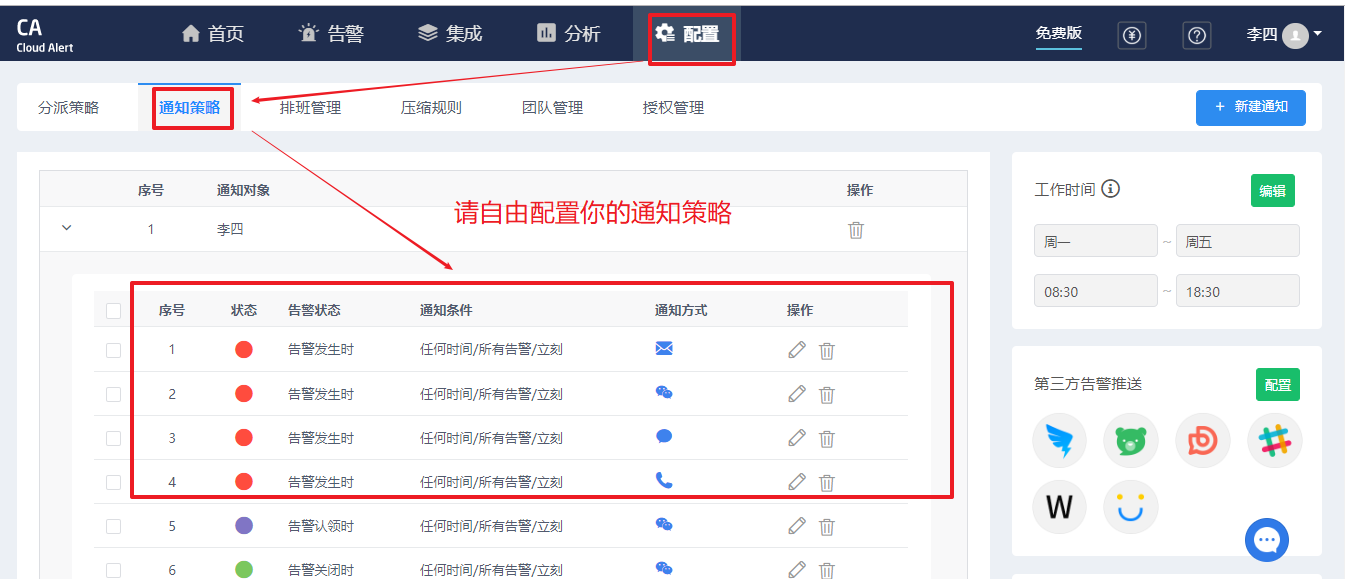 CA
Cloud Alert
首页 告警 集成 分析 配置 免费版 李四
分派策略 通知策略 排班管理 压缩规则 团队管理 授权管理 + 新建通知
序号 通知对象 操作
1 李四
请自由配置你的通知策略
序号 状态 告警状态 通知条件 通知方式 操作
1 告警发生时 任何时间/所有告警/立刻
2 告警发生时 任何时间/所有告警/立刻
3 告警发生时 任何时间/所有告警/立刻
4 告警发生时 任何时间/所有告警/立刻
5 告警认领时 任何时间/所有告警/立刻
6 告警关闭时 任何时间/所有告警/立刻
工作时间 编辑
周一 ~ 周五
08:30 ~ 18:30
第三方告警推送 配置
W